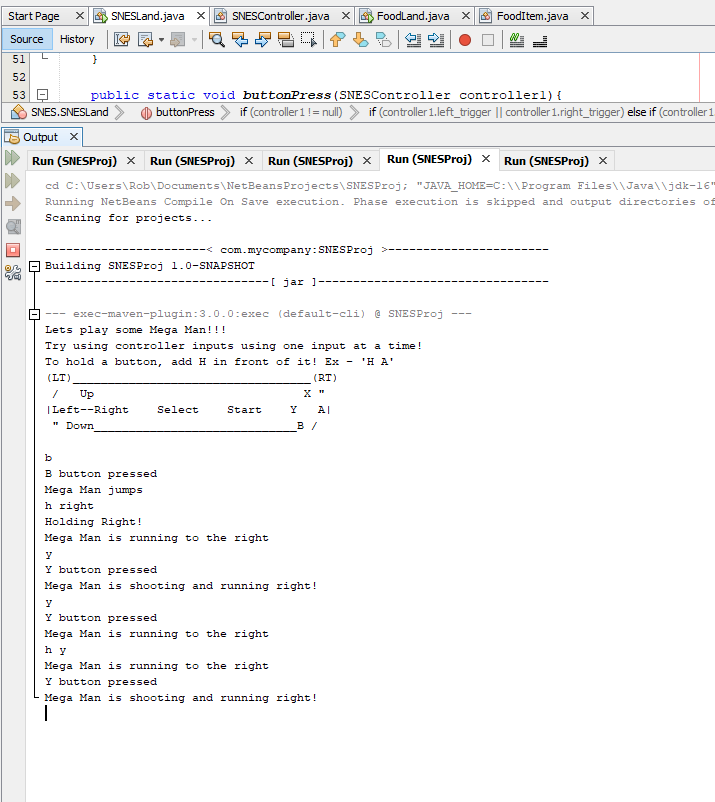 Start Page SNESLand.java SNESController.java FoodLand.java FoodItem.java
Source History
51 }
52
53 public static void buttonPress(SNESController controller1){
SNES.SNESLand buttonPress if (controller1 != null) if (controller1.left_trigger || controller1.right_trigger) else if (controller1.
Output
Run (SNESProj) Run (SNESProj) Run (SNESProj) Run (SNESProj) Run (SNESProj)
cd C:\Users\Rob\Documents\NetBeansProjects\SNESProj; "JAVA_HOME=C:\\Program Files\\Java\\jdk-16"
Running NetBeans Compile On Save execution. Phase execution is skipped and output directories of
Scanning for projects...
-----------------------< com.mycompany:SNESProj >-----------------------
Building SNESProj 1.0-SNAPSHOT
--------------------------------[ jar ]---------------------------------
--- exec-maven-plugin:3.0.0:exec (default-cli) @ SNESProj ---
Lets play some Mega Man!!!
Try using controller inputs using one input at a time!
To hold a button, add H in front of it! Ex - 'H A'
(LT)__________________________________(RT)
/ Up X "
|Left--Right Select Start Y A|
" Down_____________________________B /
b
B button pressed
Mega Man jumps
h right
Holding Right!
Mega Man is running to the right
y
Y button pressed
Mega Man is shooting and running right!
y
Y button pressed
Mega Man is running to the right
h y
Mega Man is running to the right
Y button pressed
Mega Man is shooting and running right!